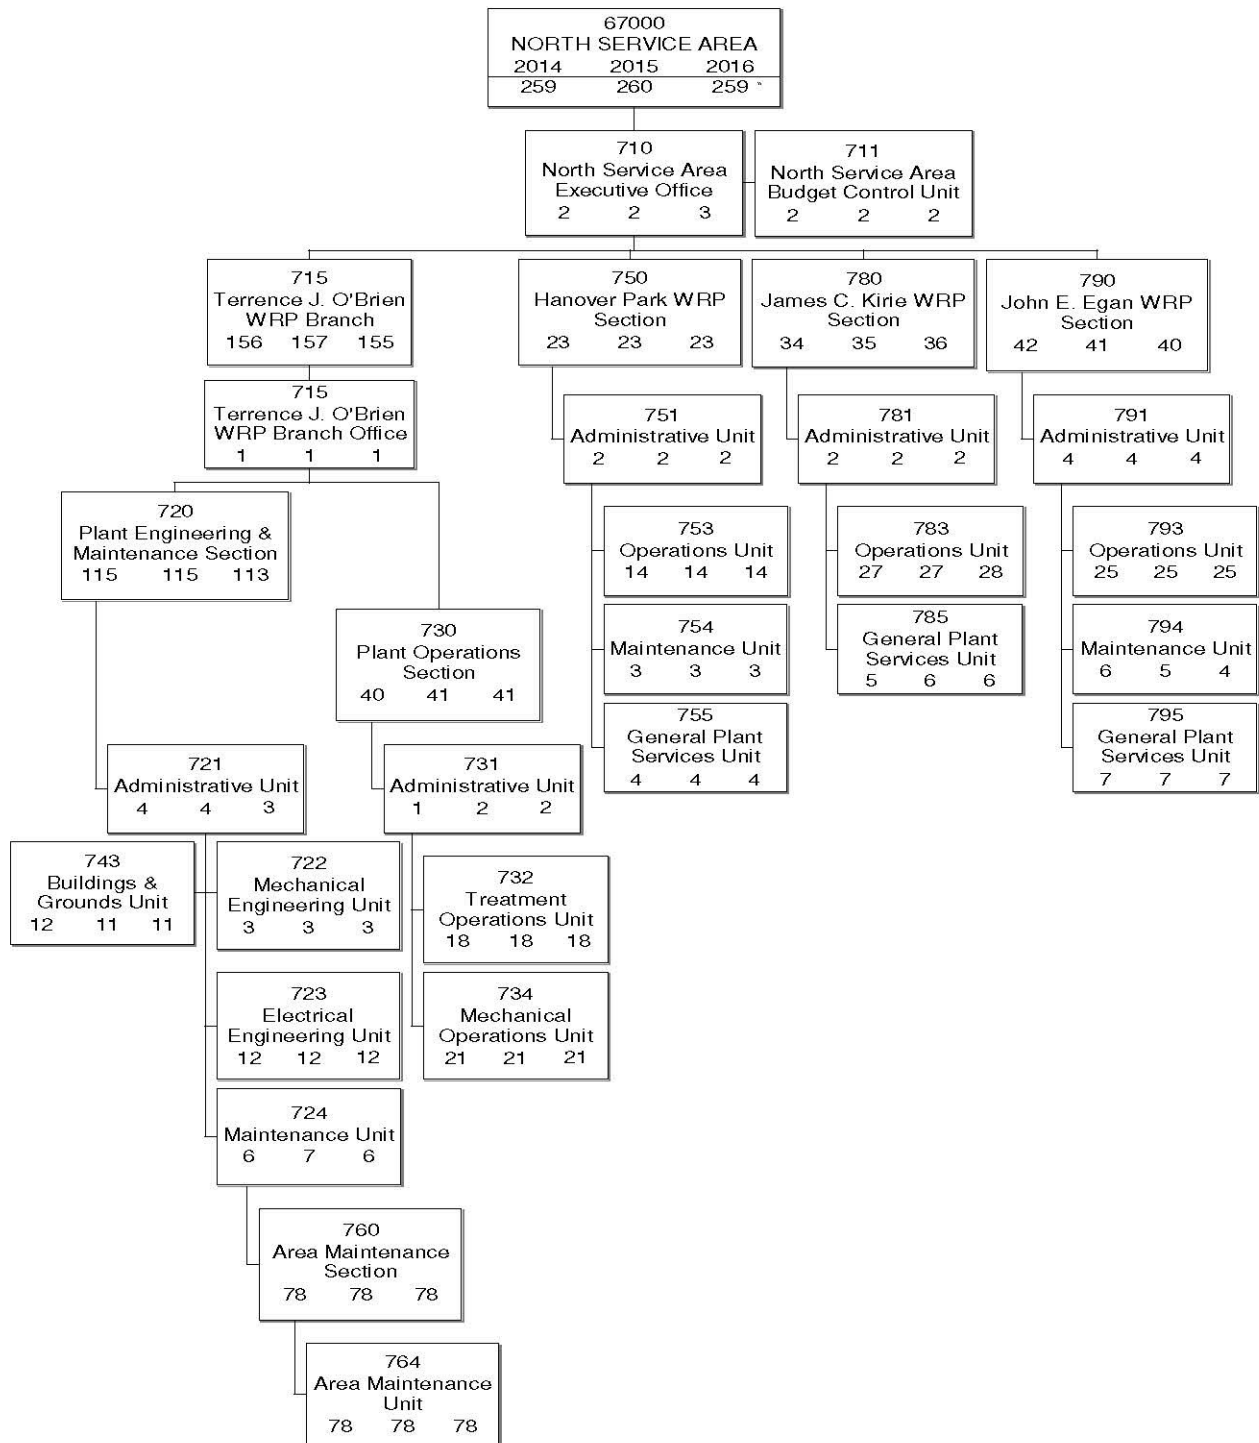 67000
NORTH SERVICE AREA
2014 2015 2016
259 260 259 *
710
North Service Area
Executive Office
2 2 3
711
North Service Area
Budget Control Unit
2 2 2
715
Terrence J. O'Brien
WRP Branch
156 157 155
750
Hanover Park WRP
Section
23 23 23
780
James C. Kirie WRP
Section
34 35 36
790
John E. Egan WRP
Section
42 41 40
715
Terrence J. O'Brien
WRP Branch Office
1 1 1
751
Administrative Unit
2 2 2
781
Administrative Unit
2 2 2
791
Administrative Unit
4 4 4
720
Plant Engineering &
Maintenance Section
115 115 113
753
Operations Unit
14 14 14
783
Operations Unit
27 27 28
793
Operations Unit
25 25 25
730
Plant Operations
Section
40 41 41
754
Maintenance Unit
3 3 3
785
General Plant
Services Unit
5 6 6
794
Maintenance Unit
6 5 4
755
General Plant
Services Unit
4 4 4
795
General Plant
Services Unit
7 7 7
721
Administrative Unit
4 4 3
731
Administrative Unit
1 2 2
743
Buildings &
Grounds Unit
12 11 11
722
Mechanical
Engineering Unit
3 3 3
732
Treatment
Operations Unit
18 18 18
723
Electrical
Engineering Unit
12 12 12
734
Mechanical
Operations Unit
21 21 21
724
Maintenance Unit
6 7 6
760
Area Maintenance
Section
78 78 78
764
Area Maintenance
Unit
78 78 78